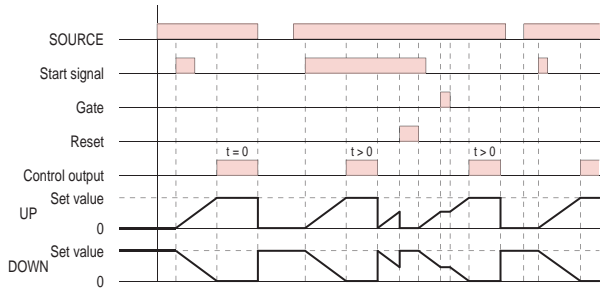 SOURCE
Start signal
Gate
Reset
t = 0 t > 0 t > 0
Control output
Set value
UP
0
Set value
DOWN
0